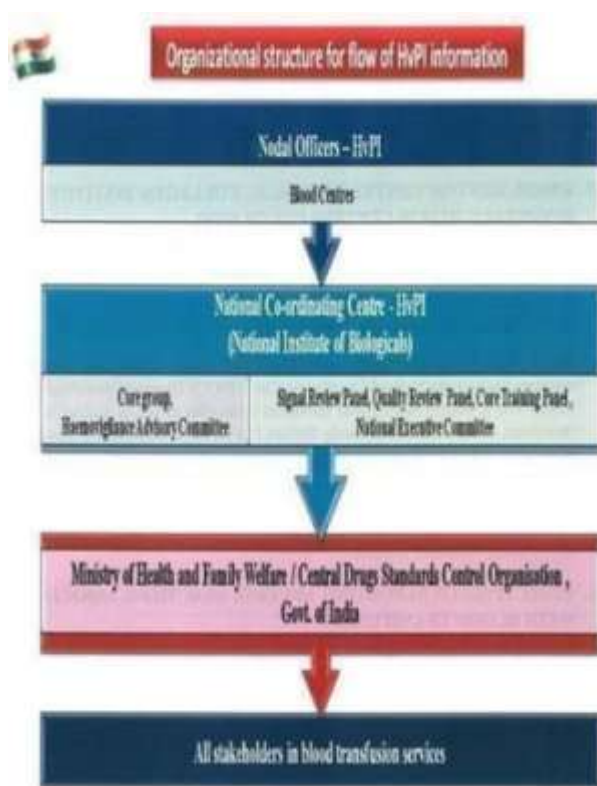 Organizational structure for flow of HvPI information
Nodal Officers – HvPI
Blood Centres
National Co-ordinating Centre - HvPI
(National Institute of Biologicals)
Core group,
Haemovigilance Advisory Committee
Signal Review Panel, Quality Review Panel, Core Training Panel,
National Executive Committee
Ministry of Health and Family Welfare / Central Drugs Standards Control Organisation ,
Govt. of India
All stakeholders in blood transfusion services